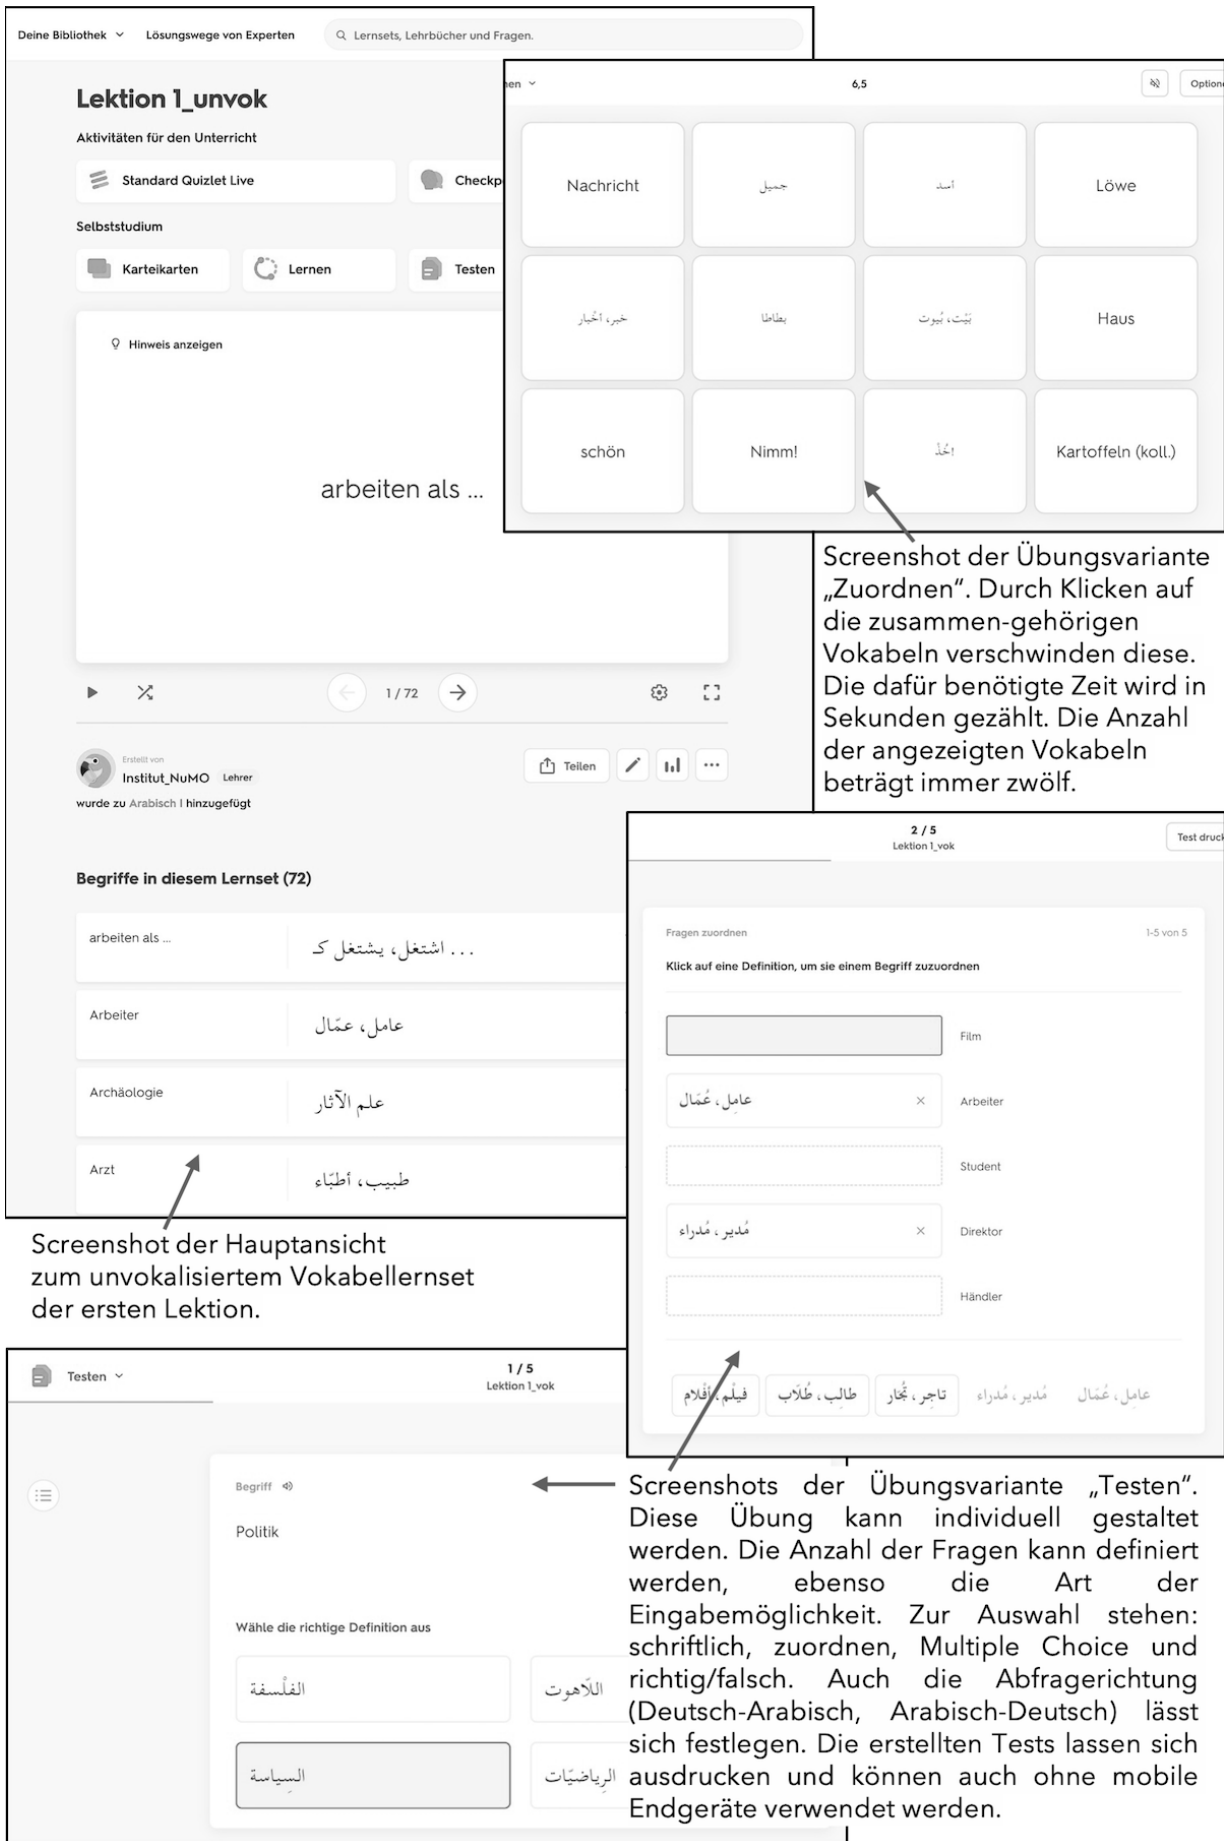 Deine Bibliothek
Lösungswege von Experten
Lernsets, Lehrbücher und Fragen.
Lektion 1_unvok
Aktivitäten für den Unterricht
Standard Quizlet Live
Selbststudium
Karteikarten
Lernen
Testen
Hinweis anzeigen
arbeiten als ...
1 / 72
Erstellt von
Institut_NuMO Lehrer
wurde zu Arabisch I hinzugefügt
Teilen
Begriffe in diesem Lernset (72)
arbeiten als ...
اشتغل، يشتغل كـ ...
Arbeiter
عامل، عمّال
Archäologie
علم الآثار
Arzt
طبيب، أطبّاء
Screenshot der Hauptansicht
zum unvokalisiertem Vokabellernset
der ersten Lektion.
6,5
Nachricht
جميل
أسد
Löwe
خبر، أخْبار
بطاطا
بَيْت، بُيوت
Haus
schön
Nimm!
Kartoffeln (koll.)
Screenshot der Übungsvariante
„Zuordnen“. Durch Klicken auf
die zusammen-gehörigen
Vokabeln verschwinden diese.
Die dafür benötigte Zeit wird in
Sekunden gezählt. Die Anzahl
der angezeigten Vokabeln
beträgt immer zwölf.
2 / 5
Lektion 1_vok
Fragen zuordnen
1-5 von 5
Klick auf eine Definition, um sie einem Begriff zuzuordnen
Film
عامِل، عُمّال
Arbeiter
Student
مُدير، مُدراء
Direktor
Händler
عامِل، عُمّال
مُدير، مُدراء
تاجِر، تُجّار
طالِب، طُلّاب
فيلْم، أفْلام
Testen
1 / 5
Lektion 1_vok
Begriff
Politik
Wähle die richtige Definition aus
الفلْسفة
اللّاهوت
السِياسة
الرِياضيّات
Screenshots der Übungsvariante „Testen“.
Diese Übung kann individuell gestaltet
werden. Die Anzahl der Fragen kann definiert
werden, ebenso die Art der
Eingabemöglichkeit. Zur Auswahl stehen:
schriftlich, zuordnen, Multiple Choice und
richtig/falsch. Auch die Abfragerichtung
(Deutsch-Arabisch, Arabisch-Deutsch) lässt
sich festlegen. Die erstellten Tests lassen sich
ausdrucken und können auch ohne mobile
Endgeräte verwendet werden.